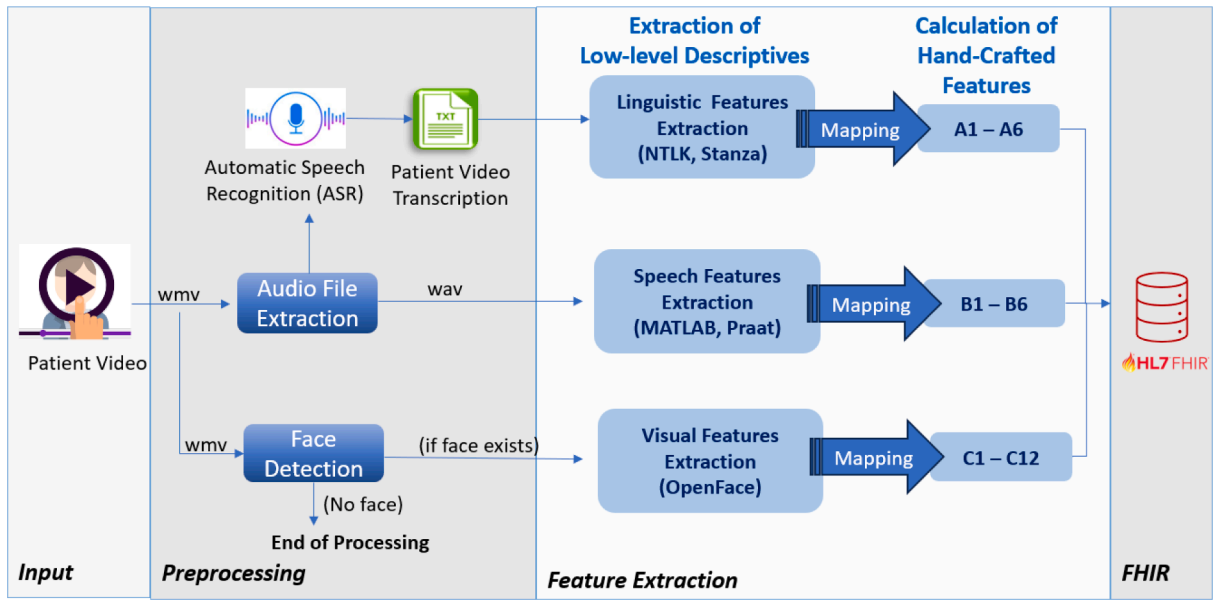 Extraction of
Low-level Descriptives
Calculation of
Hand-Crafted
Features
TXT
Automatic Speech
Recognition (ASR)
Patient Video
Transcription
Linguistic Features
Extraction
(NTLK, Stanza)
Mapping
A1 – A6
Patient Video
wmv
Audio File
Extraction
wav
Speech Features
Extraction
(MATLAB, Praat)
Mapping
B1 – B6
HL7 FHIR
wmv
Face
Detection
(if face exists)
(No face)
End of Processing
Visual Features
Extraction
(OpenFace)
Mapping
C1 – C12
Input
Preprocessing
Feature Extraction
FHIR